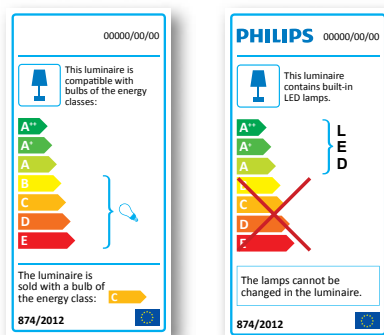 00000/00/00
This luminaire is
compatible with
bulbs of the energy
classes:
A++
A+
A
B
C
D
E
The luminaire is
sold with a bulb of
the energy class: C
874/2012
PHILIPS 00000/00/00
This luminaire
contains built-in
LED lamps.
A++
A+
A
C
D
E
L
E
D
The lamps cannot be
changed in the luminaire.
874/2012